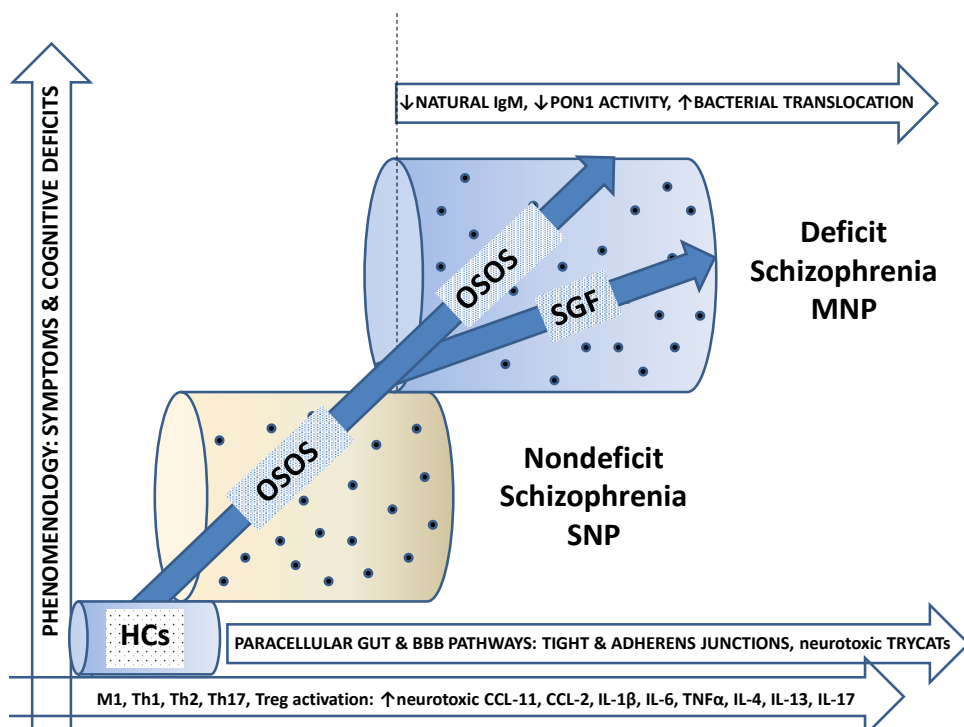 PHENOMENOLOGY: SYMPTOMS & COGNITIVE DEFICITS
↓NATURAL IgM, ↓PON1 ACTIVITY, ↑BACTERIAL TRANSLOCATION
OSOS
SGF
Deficit
Schizophrenia
MNP
OSOS
Nondeficit
Schizophrenia
SNP
HCs
PARACELLULAR GUT & BBB PATHWAYS: TIGHT & ADHERENS JUNCTIONS, neurotoxic TRYCATs
M1, Th1, Th2, Th17, Treg activation: ↑neurotoxic CCL-11, CCL-2, IL-1β, IL-6, TNFα, IL-4, IL-13, IL-17